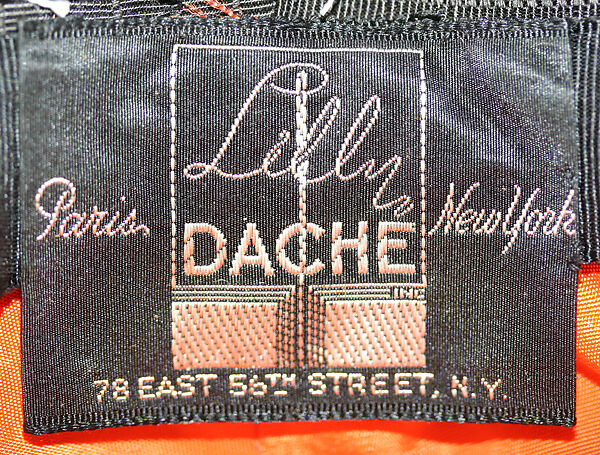 Lilly
Paris
DACHE
New York
INC
78 EAST 56TH STREET, N.Y.